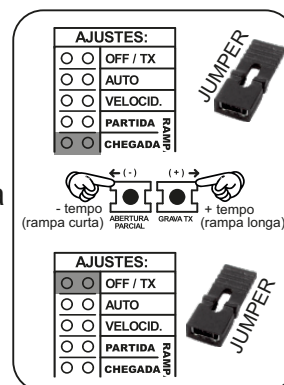 AJUSTES:
OFF / TX
AUTO
VELOCID.
PARTIDA
CHEGADA
RAMP.
JUMPER
(-)
(+)
- tempo
(rampa curta)
ABERTURA
PARCIAL
GRAVA TX
+ tempo
(rampa longa)
AJUSTES:
OFF / TX
AUTO
VELOCID.
PARTIDA
CHEGADA
RAMP.
JUMPER